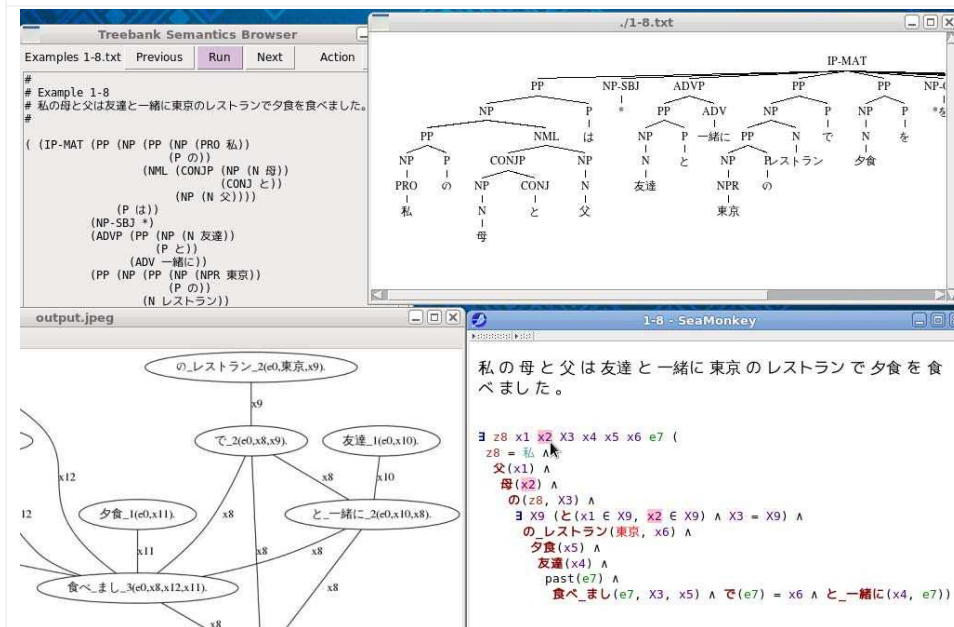 Treebank Semantics Browser
Examples 1-8.txt Previous Run Next Action
#
# Example 1-8
# 私の母と父は友達と一緒に東京のレストランで夕食を食べました。
#
( (IP-MAT (PP (NP (PP (NP (PRO 私))
(P の))
(NML (CONJP (NP (N 母))
(CONJ と))
(NP (N 父))))
(P は))
(NP-SBJ *)
(ADVP (PP (NP (N 友達))
(P と))
(ADV 一緒に))
(PP (NP (PP (NP (NPR 東京))
(P の))
(N レストラン))
./1-8.txt
IP-MAT
PP NP-SBJ ADVP PP PP NP-
NP P * PP ADV NP P NP P *を
PP NML は NP P 一緒に PP N で N を
NP P CONJP NP N と NP P レストラン 夕食
PRO の NP CONJ N 友達 NPR の
私 N と 父 東京
母
output.jpeg
の_レストラン_2(e0,東京,x9).
x9
で_2(e0,x8,x9). 友達_1(e0,x10).
x12 x8 x10
12 夕食_1(e0,x11). x8 と_一緒に_2(e0,x10,x8).
x11 x8 x8
食べ_まし_3(e0,x8,x12,x11). x8
x8
1-8 - SeaMonkey
私 の 母 と 父 は 友達 と 一緒に 東京 の レストラン で 夕食 を 食
べ まし た 。
∃ z8 x1 x2 X3 x4 x5 x6 e7 (
z8 = 私 ∧
父(x1) ∧
母(x2) ∧
の(z8, X3) ∧
∃ X9 (と(x1 ∈ X9, x2 ∈ X9) ∧ X3 = X9) ∧
の_レストラン(東京, x6) ∧
夕食(x5) ∧
友達(x4) ∧
past(e7) ∧
食べ_まし(e7, X3, x5) ∧ で(e7) = x6 ∧ と_一緒に(x4, e7))